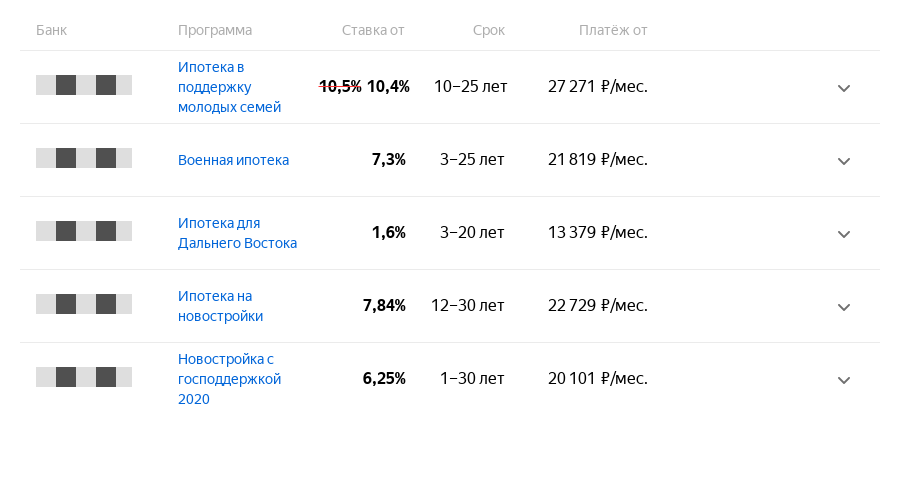 Банк Программа Ставка от Срок Платёж от
Ипотека в
поддержку
молодых семей
10,5% 10,4% 10−25 лет 27 271 ₽/мес.
Военная ипотека 7,3% 3−25 лет 21 819 ₽/мес.
Ипотека для
Дальнего Востока
1,6% 3−20 лет 13 379 ₽/мес.
Ипотека на
новостройки
7,84% 12−30 лет 22 729 ₽/мес.
Новостройка с
господдержкой
2020
6,25% 1−30 лет 20 101 ₽/мес.